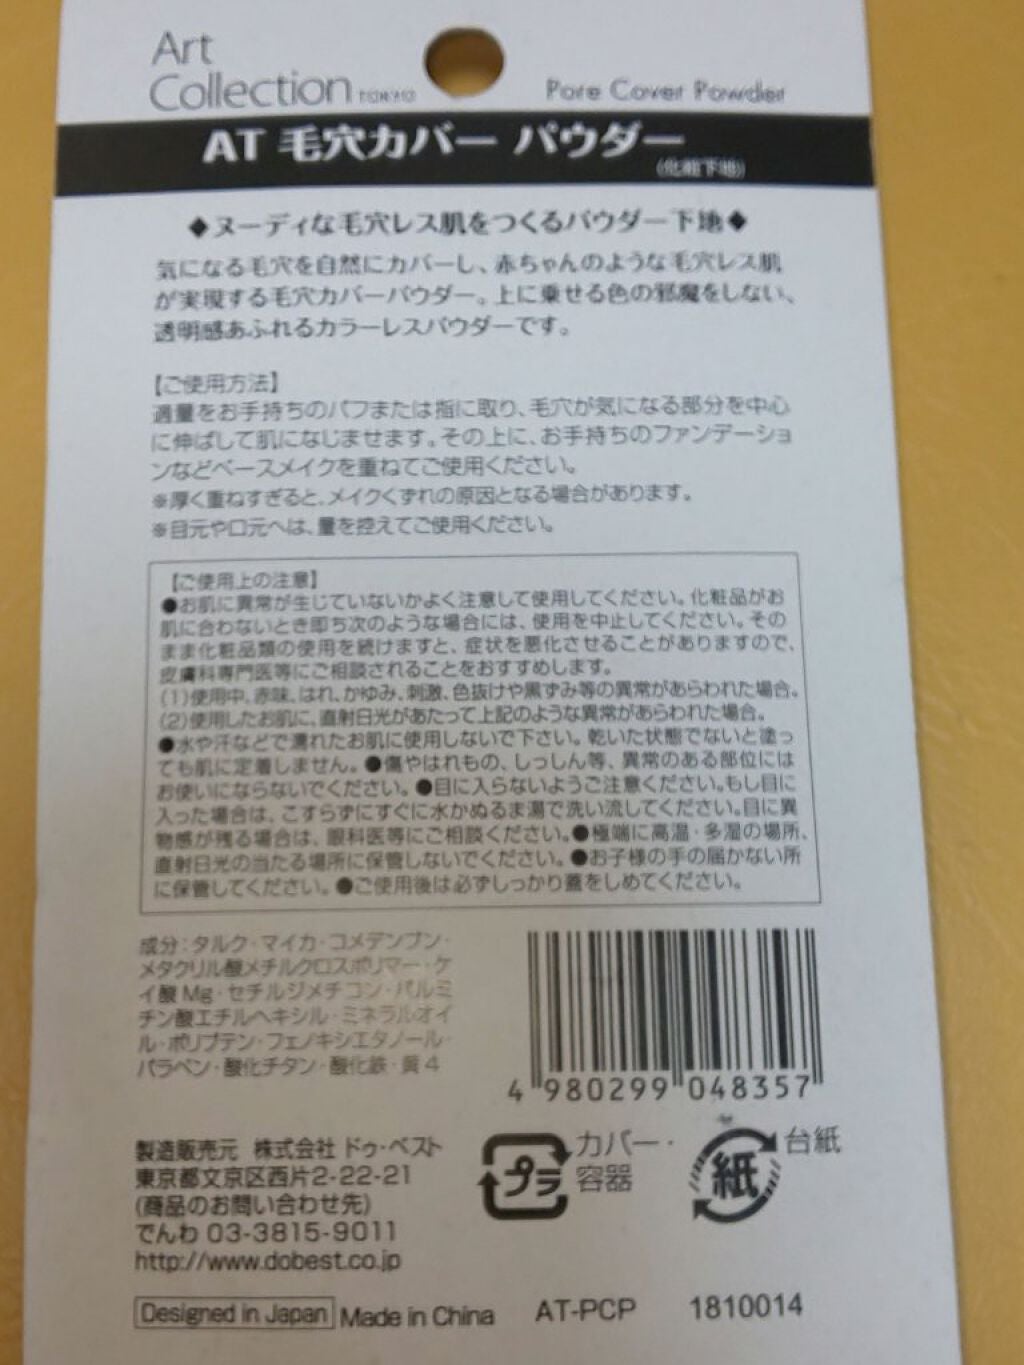 Art
Collection TOKYO
Pore Cover Powder
AT 毛穴カバー パウダー
(化粧下地)
◆ヌーディな毛穴レス肌をつくるパウダー下地◆
気になる毛穴を自然にカバーし、赤ちゃんのような毛穴レス肌
が実現する毛穴カバーパウダー。上に乗せる色の邪魔をしない、
透明感あふれるカラーレスパウダーです。
【ご使用方法】
適量をお手持ちのパフまたは指に取り、毛穴が気になる部分を中心
に伸ばして肌になじませます。その上に、お手持ちのファンデーショ
ンなどベースメイクを重ねてご使用ください。
※厚く重ねすぎると、メイクくずれの原因となる場合があります。
※目元や口元へは、量を控えてご使用ください。
【ご使用上の注意】
●お肌に異常が生じていないかよく注意して使用してください。化粧品がお
肌に合わないとき即ち次のような場合には、使用を中止してください。その
まま化粧品類の使用を続けますと、症状を悪化させることがありますので、
皮膚科専門医等にご相談されることをおすすめします。
(1)使用中、赤味、はれ、かゆみ、刺激、色抜けや黒ずみ等の異常があらわれた場合。
(2)使用したお肌に、直射日光があたって上記のような異常があらわれた場合。
●水や汗などで濡れたお肌に使用しないで下さい。乾いた状態でないと塗っ
ても肌に定着しません。●傷やはれもの、しっしん等、異常のある部位には
お使いにならないでください。●目に入らないようご注意ください。もし目に
入った場合は、こすらずにすぐに水かぬるま湯で洗い流してください。目に異
物感が残る場合は、眼科医等にご相談ください。●極端に高温・多湿の場所、
直射日光の当たる場所に保管しないでください。●お子様の手の届かない所
に保管してください。●ご使用後は必ずしっかり蓋をしめてください。
成分：タルク・マイカ・コメデンプン・
メタクリル酸メチルクロスポリマー・ケ
イ酸Mg・セチルジメチコン・パルミ
チン酸エチルヘキシル・ミネラルオイ
ル・ポリブテン・フェノキシエタノール・
パラベン・酸化チタン・酸化鉄・黄4
4 980299 048357
製造販売元 株式会社 ドゥ・ベスト
東京都文京区西片2-22-21
(商品のお問い合わせ先)
でんわ 03-3815-9011
http://www.dobest.co.jp
プラ
カバー・
容器
紙
台紙
Designed in Japan Made in China AT-PCP 1810014